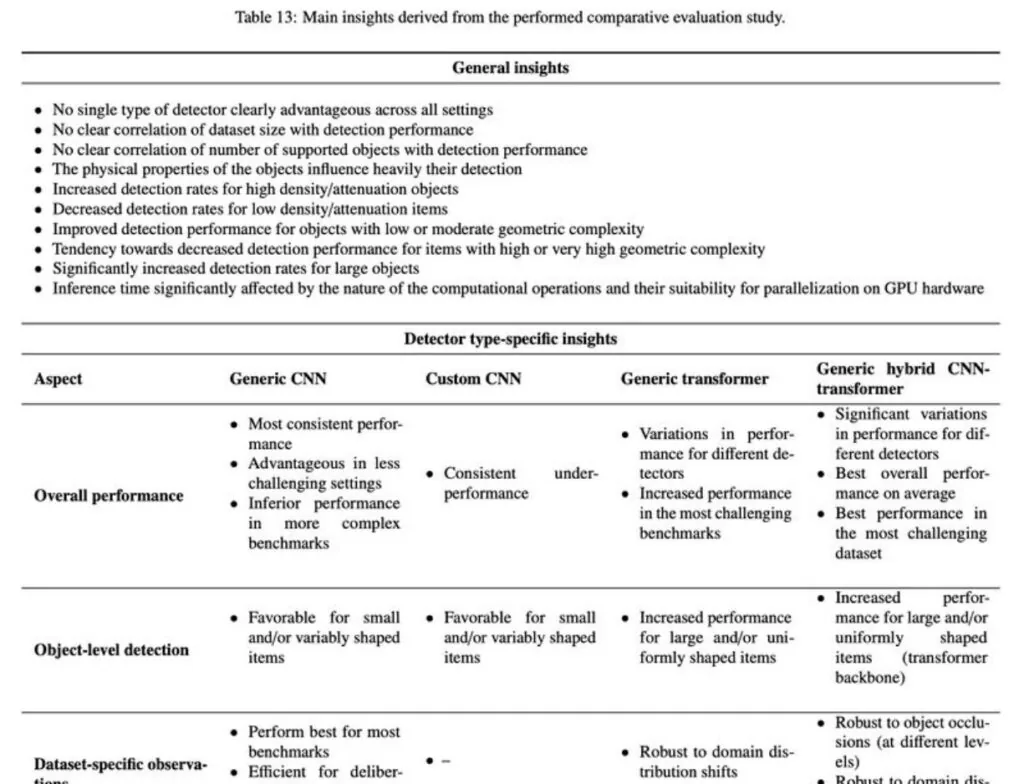 Table 13: Main insights derived from the performed comparative evaluation study.
General insights
• No single type of detector clearly advantageous across all settings
• No clear correlation of dataset size with detection performance
• No clear correlation of number of supported objects with detection performance
• The physical properties of the objects influence heavily their detection
• Increased detection rates for high density/attenuation objects
• Decreased detection rates for low density/attenuation items
• Improved detection performance for objects with low or moderate geometric complexity
• Tendency towards decreased detection performance for items with high or very high geometric complexity
• Significantly increased detection rates for large objects
• Inference time significantly affected by the nature of the computational operations and their suitability for parallelization on GPU hardware
Detector type-specific insights
Aspect
Generic CNN
Custom CNN
Generic transformer
Generic hybrid CNN-
transformer
Overall performance
• Most consistent perfor-
mance
• Advantageous in less
challenging settings
• Inferior performance
in more complex
benchmarks
• Consistent under-
performance
• Variations in perfor-
mance for different de-
tectors
• Increased performance
in the most challenging
benchmarks
• Significant variations
in performance for dif-
ferent detectors
• Best overall perfor-
mance on average
• Best performance in
the most challenging
dataset
Object-level detection
• Favorable for small
and/or variably shaped
items
• Favorable for small
and/or variably shaped
items
• Increased performance
for large and/or uni-
formly shaped items
• Increased perfor-
mance for large and/or
uniformly shaped
items (transformer
backbone)
Dataset-specific observa-
tions
• Perform best for most
benchmarks
• Efficient for deliber-
• –
• Robust to domain dis-
tribution shifts
• Robust to object occlu-
sions (at different lev-
els)
• Robust to domain dis-